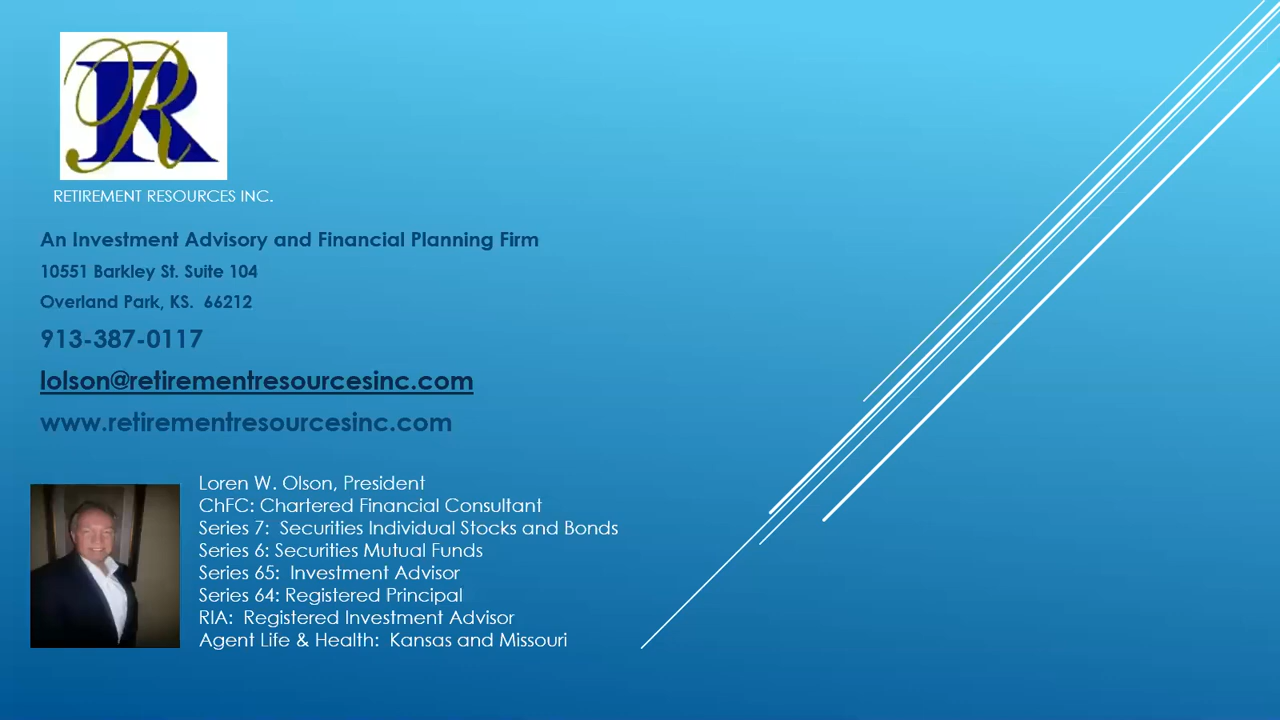 RR
RETIREMENT RESOURCES INC.
An Investment Advisory and Financial Planning Firm
10551 Barkley St. Suite 104
Overland Park, KS.  66212
913-387-0117
lolson@retirementresourcesinc.com
www.retirementresourcesinc.com
Loren W. Olson, President
ChFC: Chartered Financial Consultant
Series 7:  Securities Individual Stocks and Bonds
Series 6: Securities Mutual Funds
Series 65:  Investment Advisor
Series 64: Registered Principal
RIA:  Registered Investment Advisor
Agent Life & Health:  Kansas and Missouri